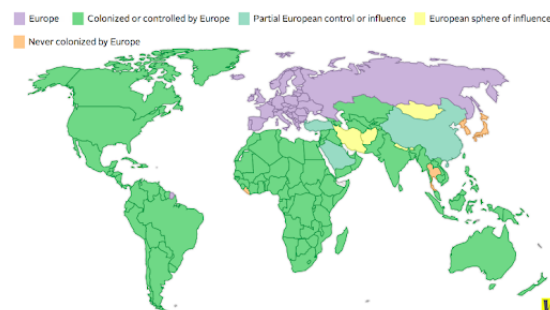 Europe Colonized or controlled by Europe Partial European control or influence European sphere of influence
Never colonized by Europe